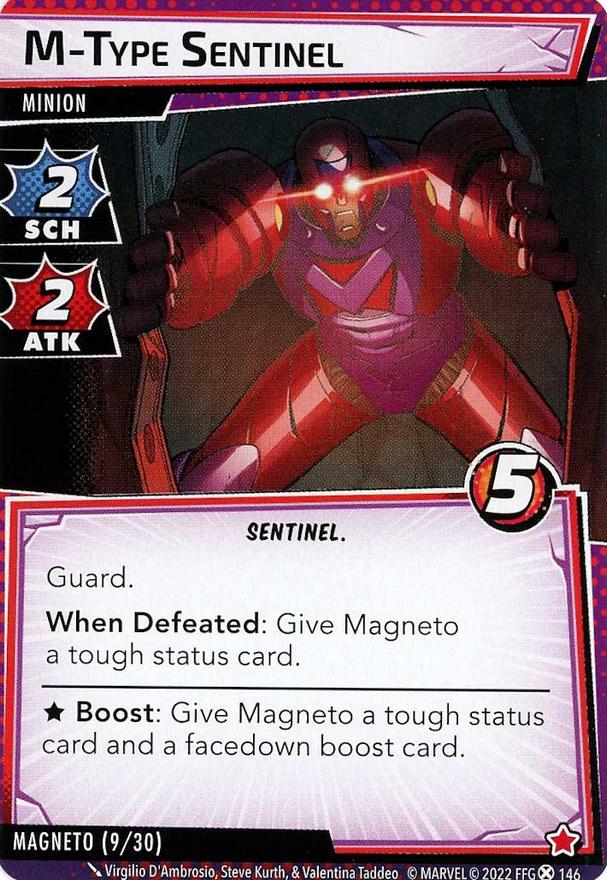 M-Type Sentinel
MINION
2
SCH
2
ATK
5
SENTINEL.
Guard.
When Defeated: Give Magneto
a tough status card.
★ Boost: Give Magneto a tough status
card and a facedown boost card.
MAGNETO (9/30)
Virgilio D'Ambrosio, Steve Kurth, & Valentina Taddeo © MARVEL © 2022 FFG 146